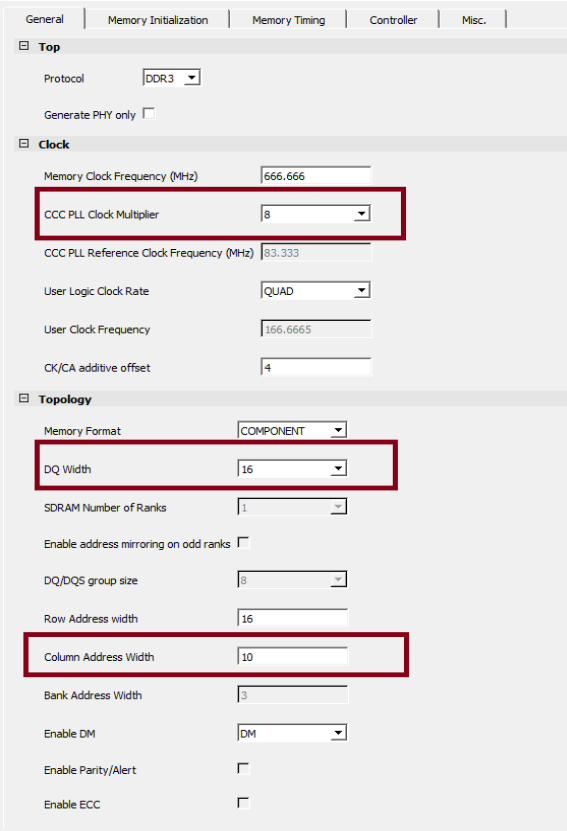 General Memory Initialization Memory Timing Controller Misc.
Top
Protocol DDR3
Generate PHY only
Clock
Memory Clock Frequency (MHz) 666.666
CCC PLL Clock Multiplier 8
CCC PLL Reference Clock Frequency (MHz) 83.333
User Logic Clock Rate QUAD
User Clock Frequency 166.6665
CK/CA additive offset 4
Topology
Memory Format COMPONENT
DQ Width 16
SDRAM Number of Ranks 1
Enable address mirroring on odd ranks
DQ/DQS group size 8
Row Address width 16
Column Address Width 10
Bank Address Width 3
Enable DM DM
Enable Parity/Alert
Enable ECC